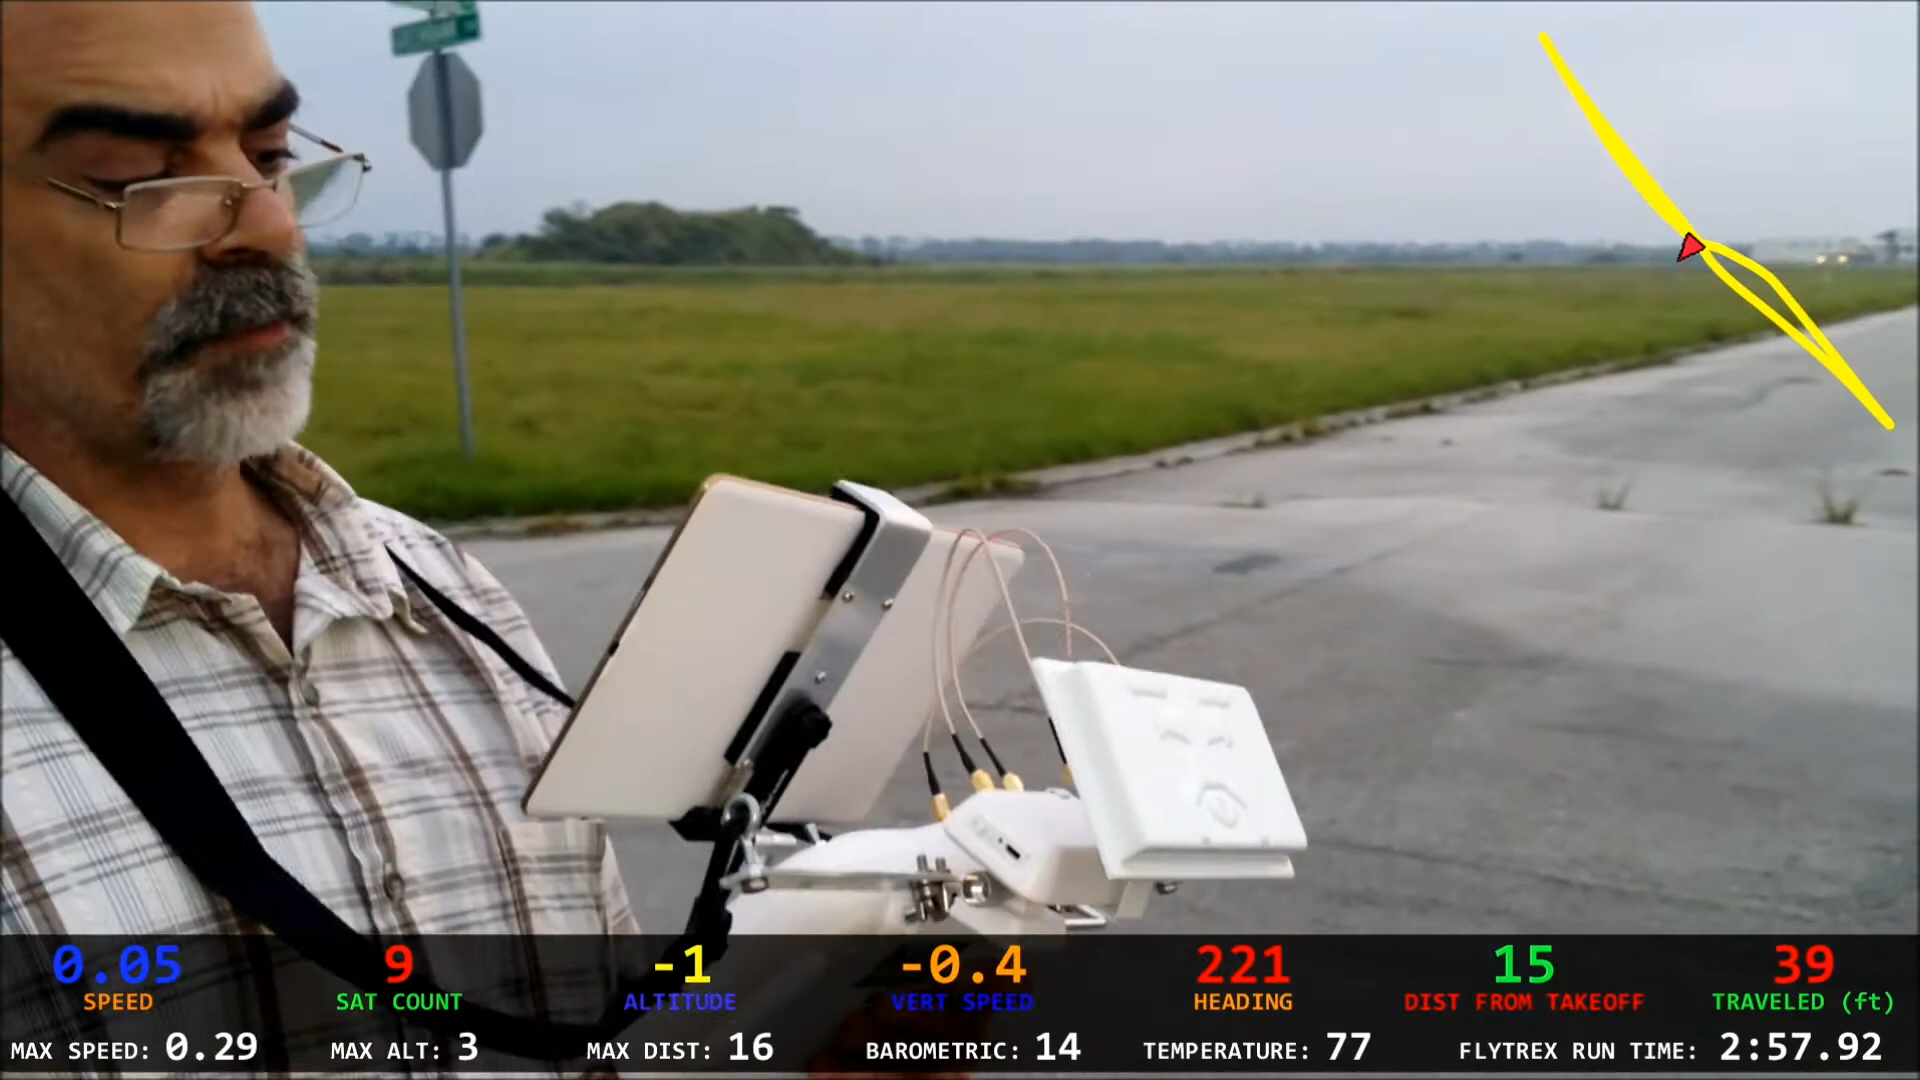 0.05 9 -1 -0.4 221 15 39
SPEED SAT COUNT ALTITUDE VERT SPEED HEADING DIST FROM TAKEOFF TRAVELED (ft)
MAX SPEED: 0.29 MAX ALT: 3 MAX DIST: 16 BAROMETRIC: 14 TEMPERATURE: 77 FLYTREX RUN TIME: 2:57.92